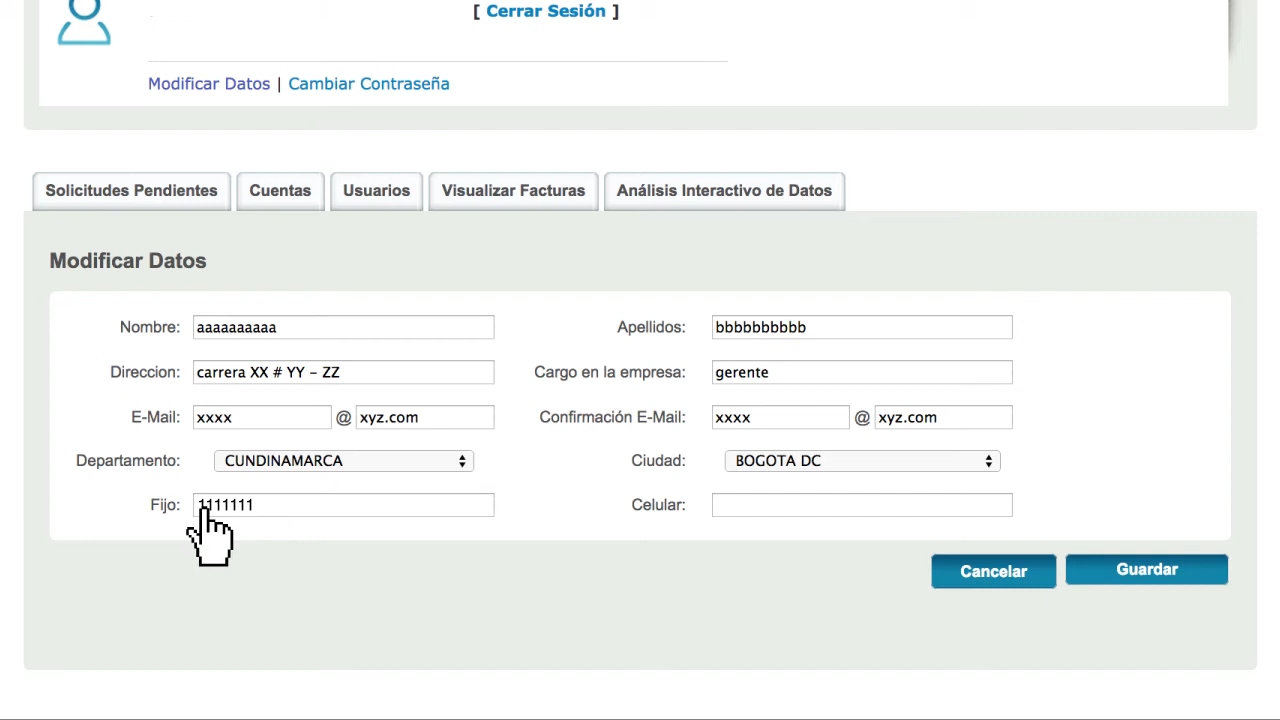 [ Cerrar Sesión ]
Modificar Datos | Cambiar Contraseña
Solicitudes Pendientes Cuentas Usuarios Visualizar Facturas Análisis Interactivo de Datos
Modificar Datos
Nombre: aaaaaaaaaa Apellidos: bbbbbbbbbb
Direccion: carrera XX # YY - ZZ Cargo en la empresa: gerente
E-Mail: xxxx @ xyz.com Confirmación E-Mail: xxxx @ xyz.com
Departamento: CUNDINAMARCA Ciudad: BOGOTA DC
Fijo: 1111111 Celular:
Cancelar Guardar